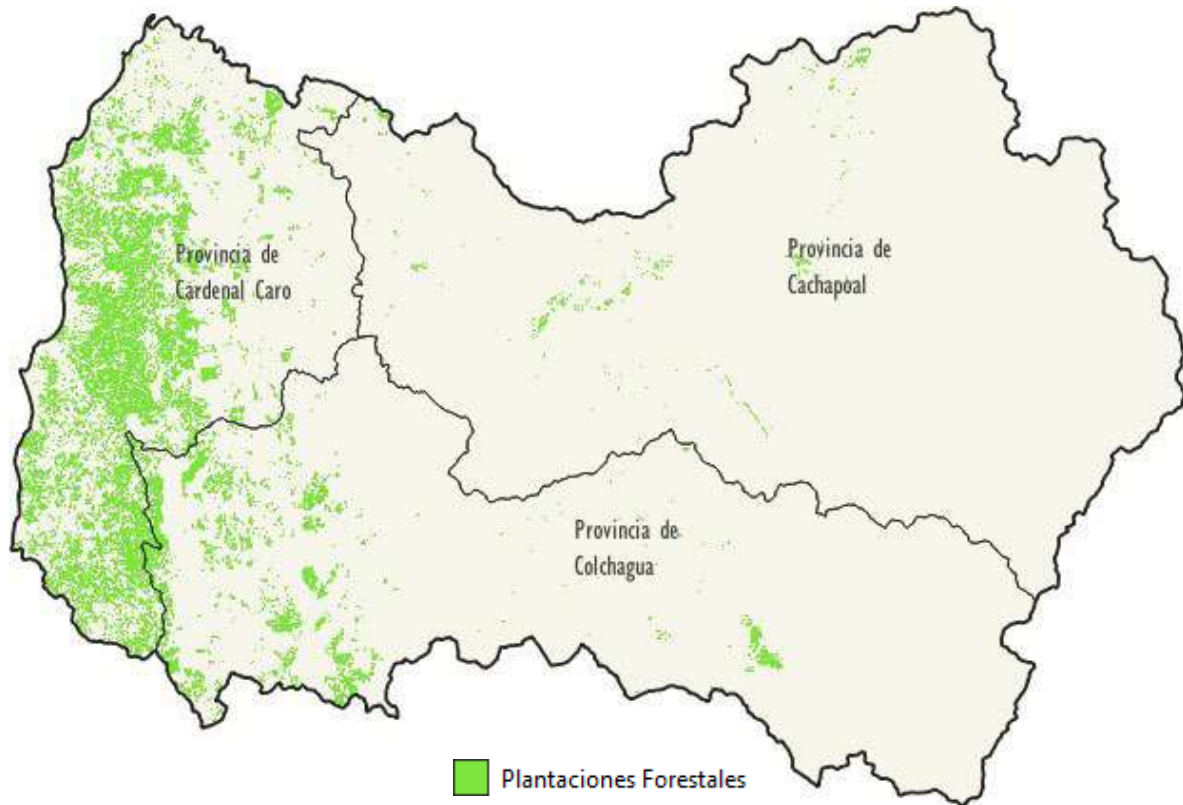 Provincia de
Cardenal Caro
Provincia de
Cachapoal
Provincia de
Colchagua
Plantaciones Forestales